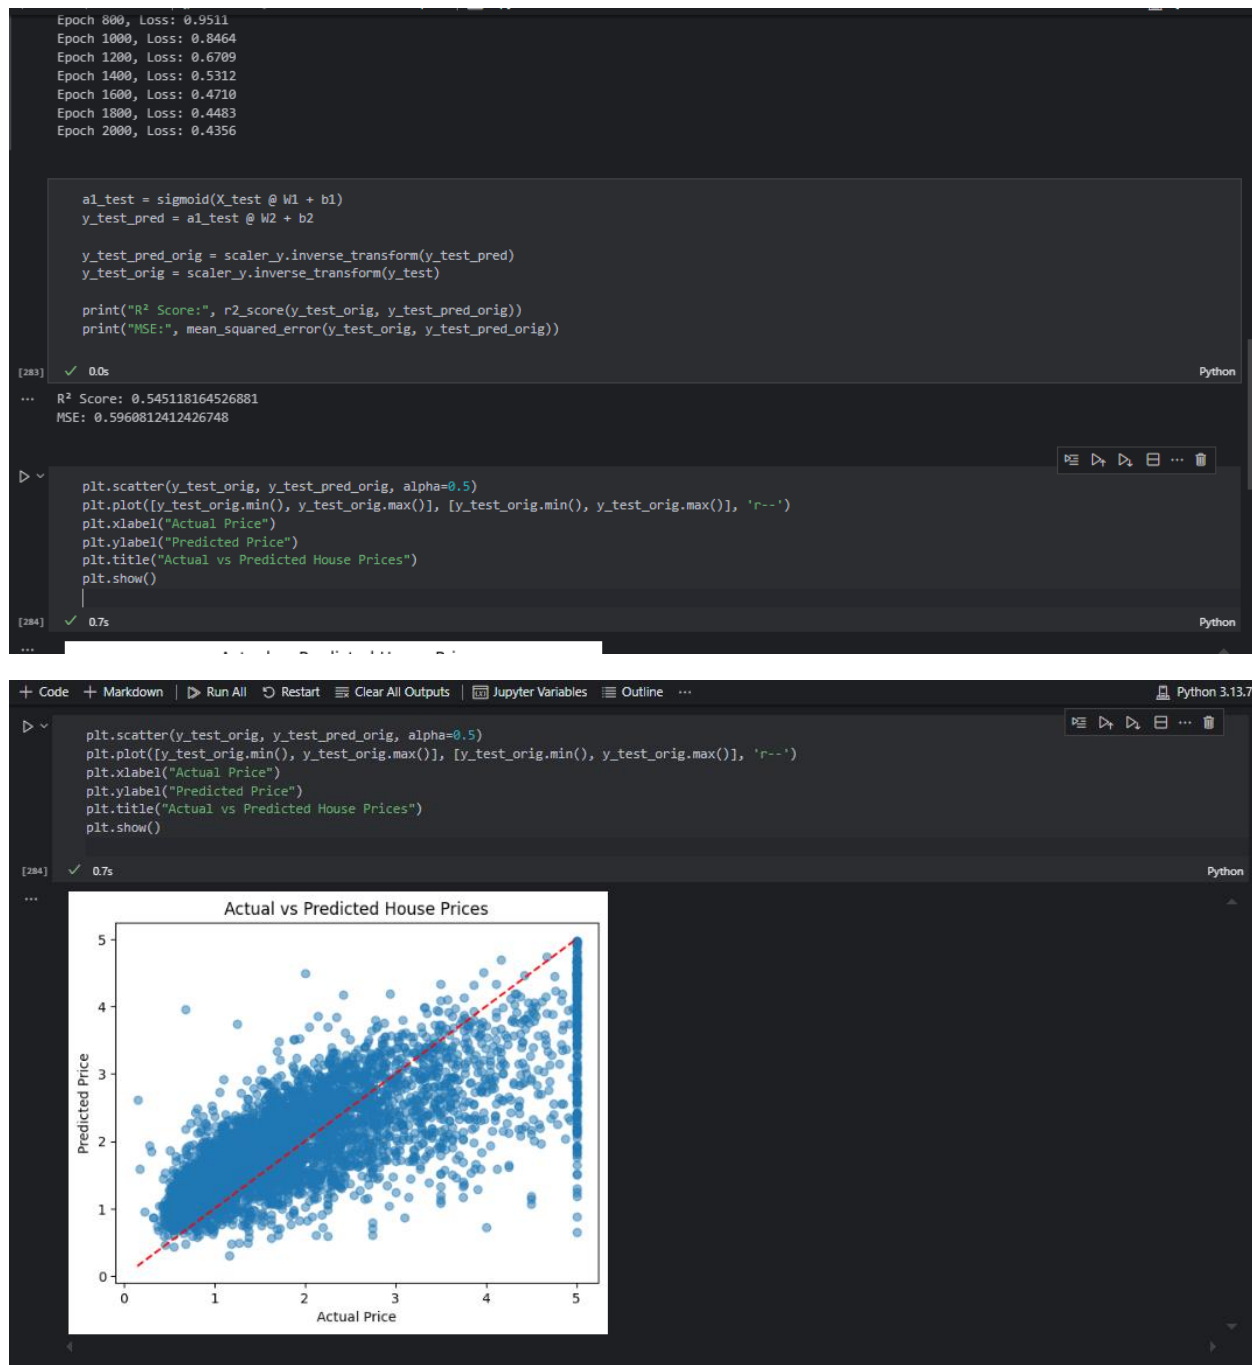 Epoch 800, Loss: 0.9511
Epoch 1000, Loss: 0.8464
Epoch 1200, Loss: 0.6709
Epoch 1400, Loss: 0.5312
Epoch 1600, Loss: 0.4710
Epoch 1800, Loss: 0.4483
Epoch 2000, Loss: 0.4356
a1_test = sigmoid(X_test @ W1 + b1)
y_test_pred = a1_test @ W2 + b2
y_test_pred_orig = scaler_y.inverse_transform(y_test_pred)
y_test_orig = scaler_y.inverse_transform(y_test)
print("R² Score:", r2_score(y_test_orig, y_test_pred_orig))
print("MSE:", mean_squared_error(y_test_orig, y_test_pred_orig))
[283] 0.0s Python
... R² Score: 0.545118164526881
MSE: 0.5960812412426748
plt.scatter(y_test_orig, y_test_pred_orig, alpha=0.5)
plt.plot([y_test_orig.min(), y_test_orig.max()], [y_test_orig.min(), y_test_orig.max()], 'r--')
plt.xlabel("Actual Price")
plt.ylabel("Predicted Price")
plt.title("Actual vs Predicted House Prices")
plt.show()
[284] 0.7s Python
+ Code + Markdown | Run All Restart Clear All Outputs | Jupyter Variables Outline ... Python 3.13.7
plt.scatter(y_test_orig, y_test_pred_orig, alpha=0.5)
plt.plot([y_test_orig.min(), y_test_orig.max()], [y_test_orig.min(), y_test_orig.max()], 'r--')
plt.xlabel("Actual Price")
plt.ylabel("Predicted Price")
plt.title("Actual vs Predicted House Prices")
plt.show()
[284] 0.7s Python
Actual vs Predicted House Prices
5
4
3
2
1
0
Predicted Price
0 1 2 3 4 5
Actual Price